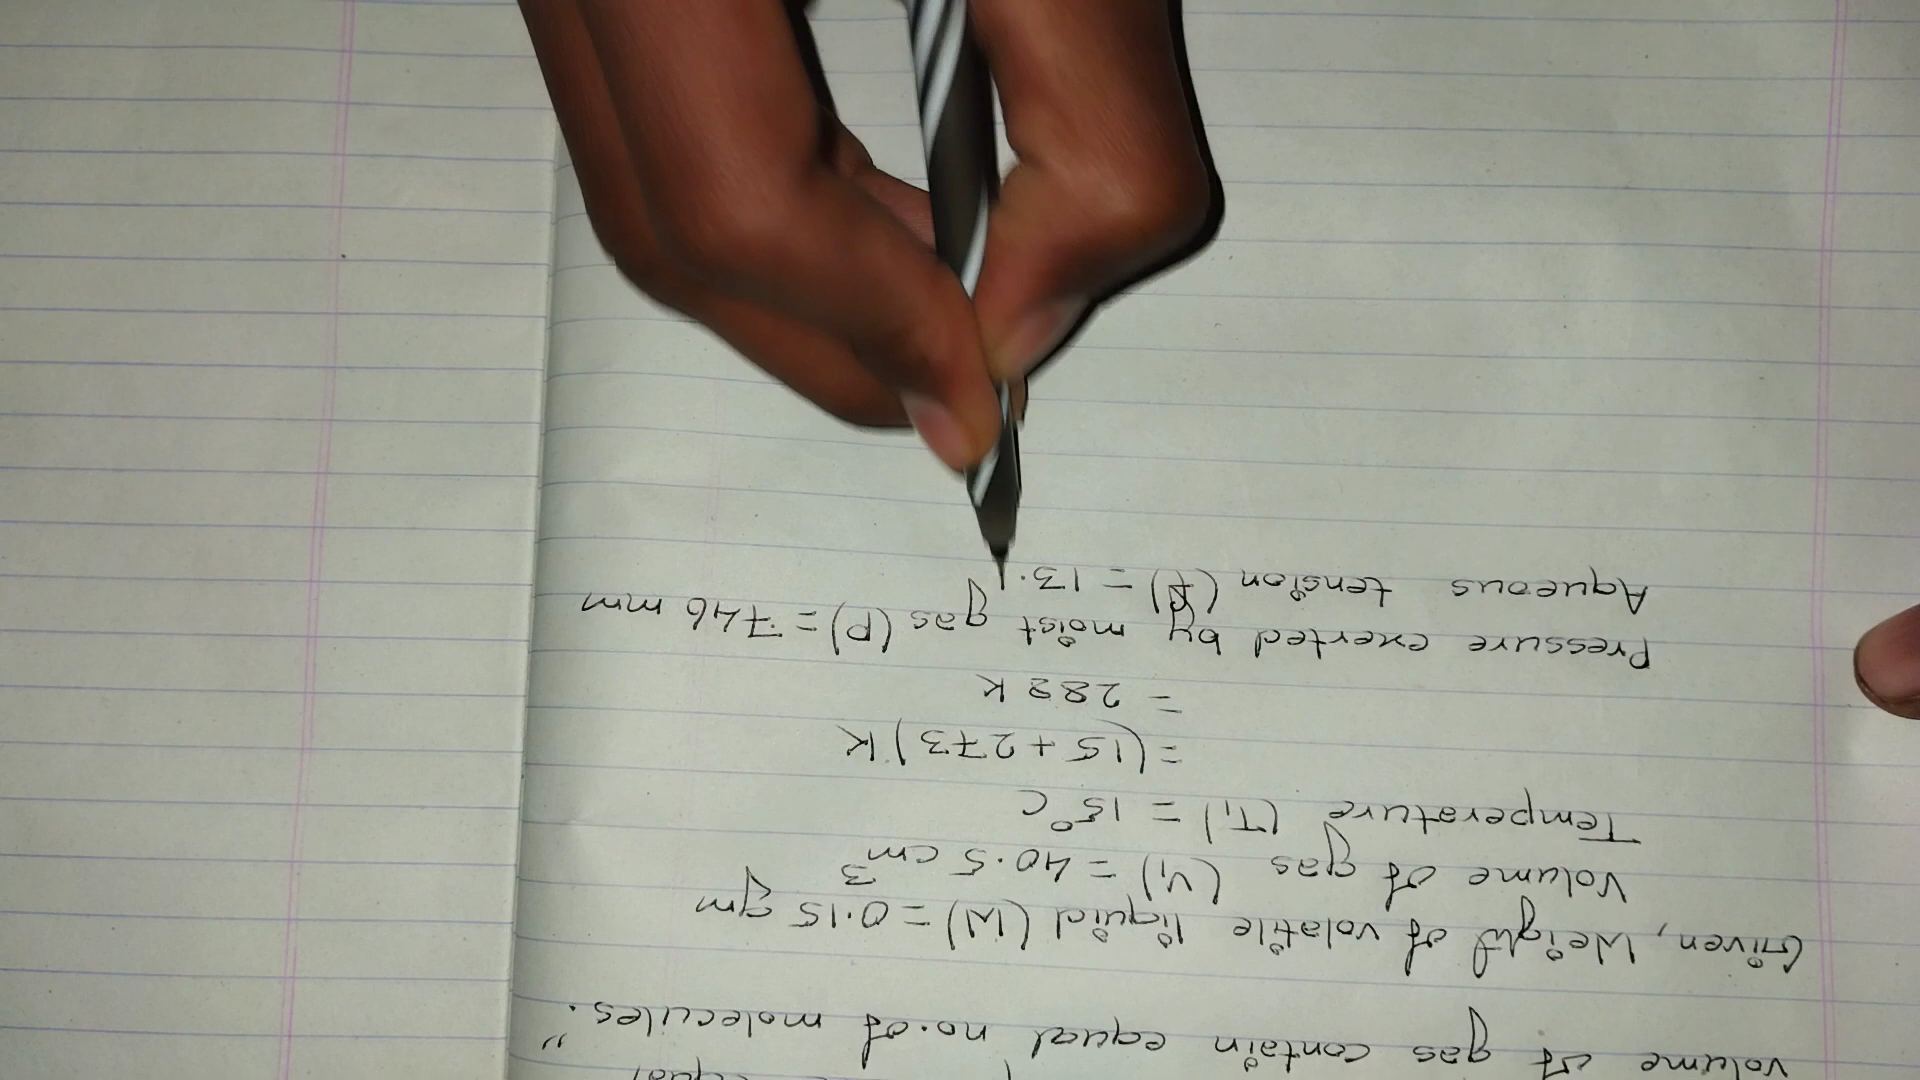 volume of gas contain equal no. of molecules."
Given, Weight of volatile liquid (W) = 0.15 gm
Volume of gas (V₁) = 40.5 cm³
Temperature (T₁) = 15°C
= (15 + 273) K
= 288 K
Pressure exerted by moist gas (P) = 746 mm
Aqueous tension (f) = 13.1